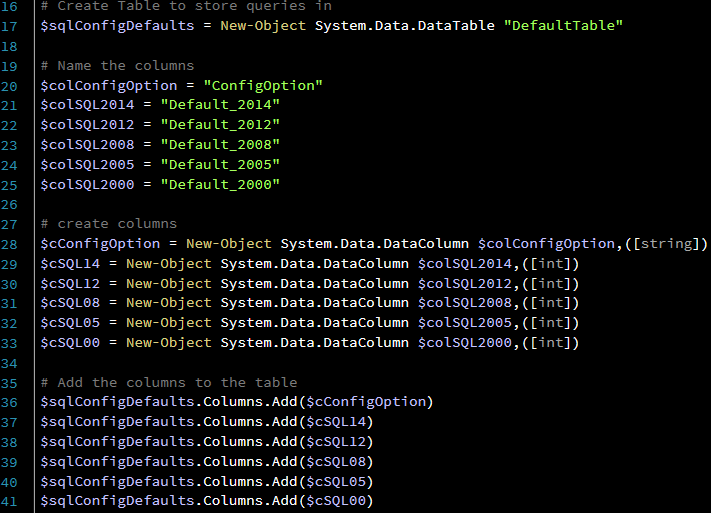 16 # Create Table to store queries in
17 $sqlConfigDefaults = New-Object System.Data.DataTable "DefaultTable"
18
19 # Name the columns
20 $colConfigOption = "ConfigOption"
21 $colSQL2014 = "Default_2014"
22 $colSQL2012 = "Default_2012"
23 $colSQL2008 = "Default_2008"
24 $colSQL2005 = "Default_2005"
25 $colSQL2000 = "Default_2000"
26
27 # create columns
28 $cConfigOption = New-Object System.Data.DataColumn $colConfigOption,([string])
29 $cSQL14 = New-Object System.Data.DataColumn $colSQL2014,([int])
30 $cSQL12 = New-Object System.Data.DataColumn $colSQL2012,([int])
31 $cSQL08 = New-Object System.Data.DataColumn $colSQL2008,([int])
32 $cSQL05 = New-Object System.Data.DataColumn $colSQL2005,([int])
33 $cSQL00 = New-Object System.Data.DataColumn $colSQL2000,([int])
34
35 # Add the columns to the table
36 $sqlConfigDefaults.Columns.Add($cConfigOption)
37 $sqlConfigDefaults.Columns.Add($cSQL14)
38 $sqlConfigDefaults.Columns.Add($cSQL12)
39 $sqlConfigDefaults.Columns.Add($cSQL08)
40 $sqlConfigDefaults.Columns.Add($cSQL05)
41 $sqlConfigDefaults.Columns.Add($cSQL00)